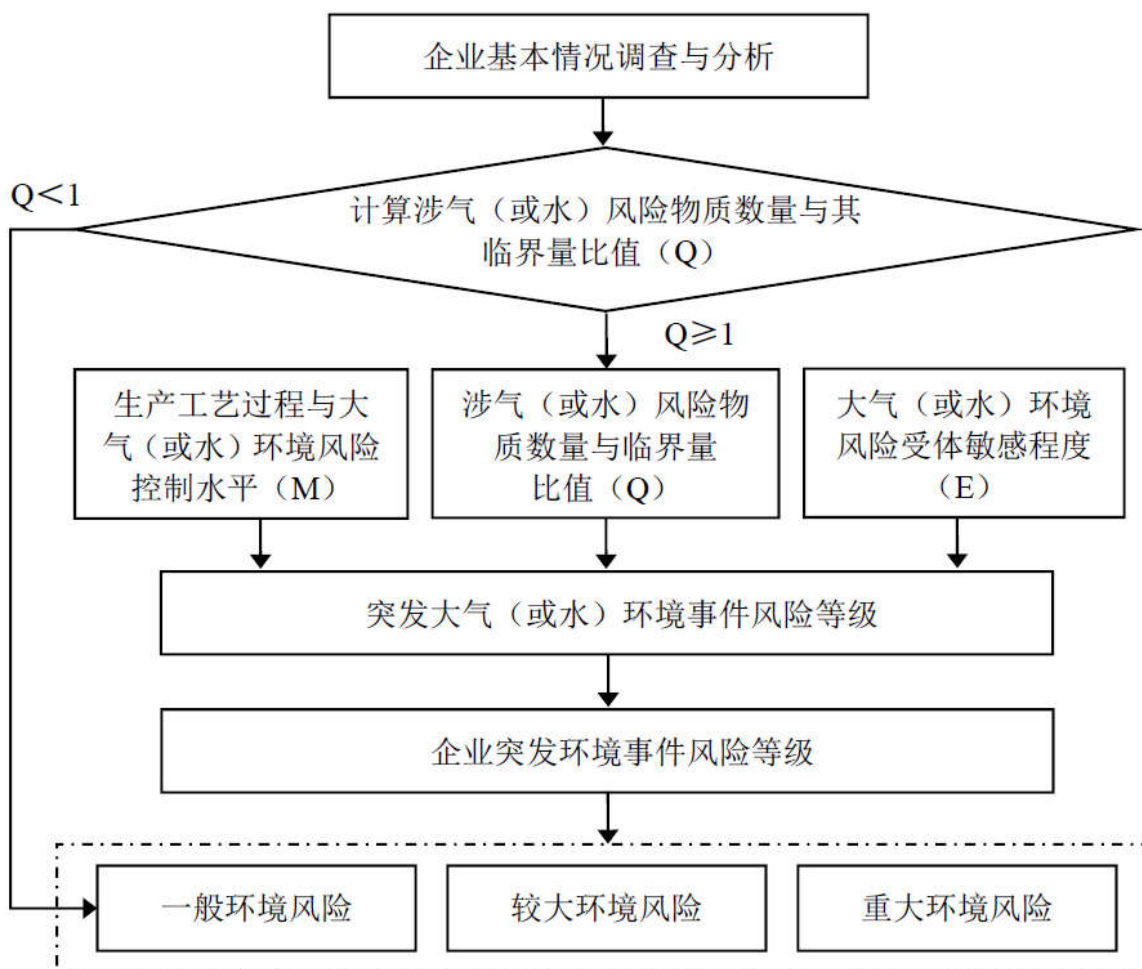 企业基本情况调查与分析
Q＜1
计算涉气（或水）风险物质数量与其
临界量比值（Q）
Q≥1
生产工艺过程与大
气（或水）环境风险
控制水平（M）
涉气（或水）风险物
质数量与临界量
比值（Q）
大气（或水）环境
风险受体敏感程度
（E）
突发大气（或水）环境事件风险等级
企业突发环境事件风险等级
一般环境风险
较大环境风险
重大环境风险